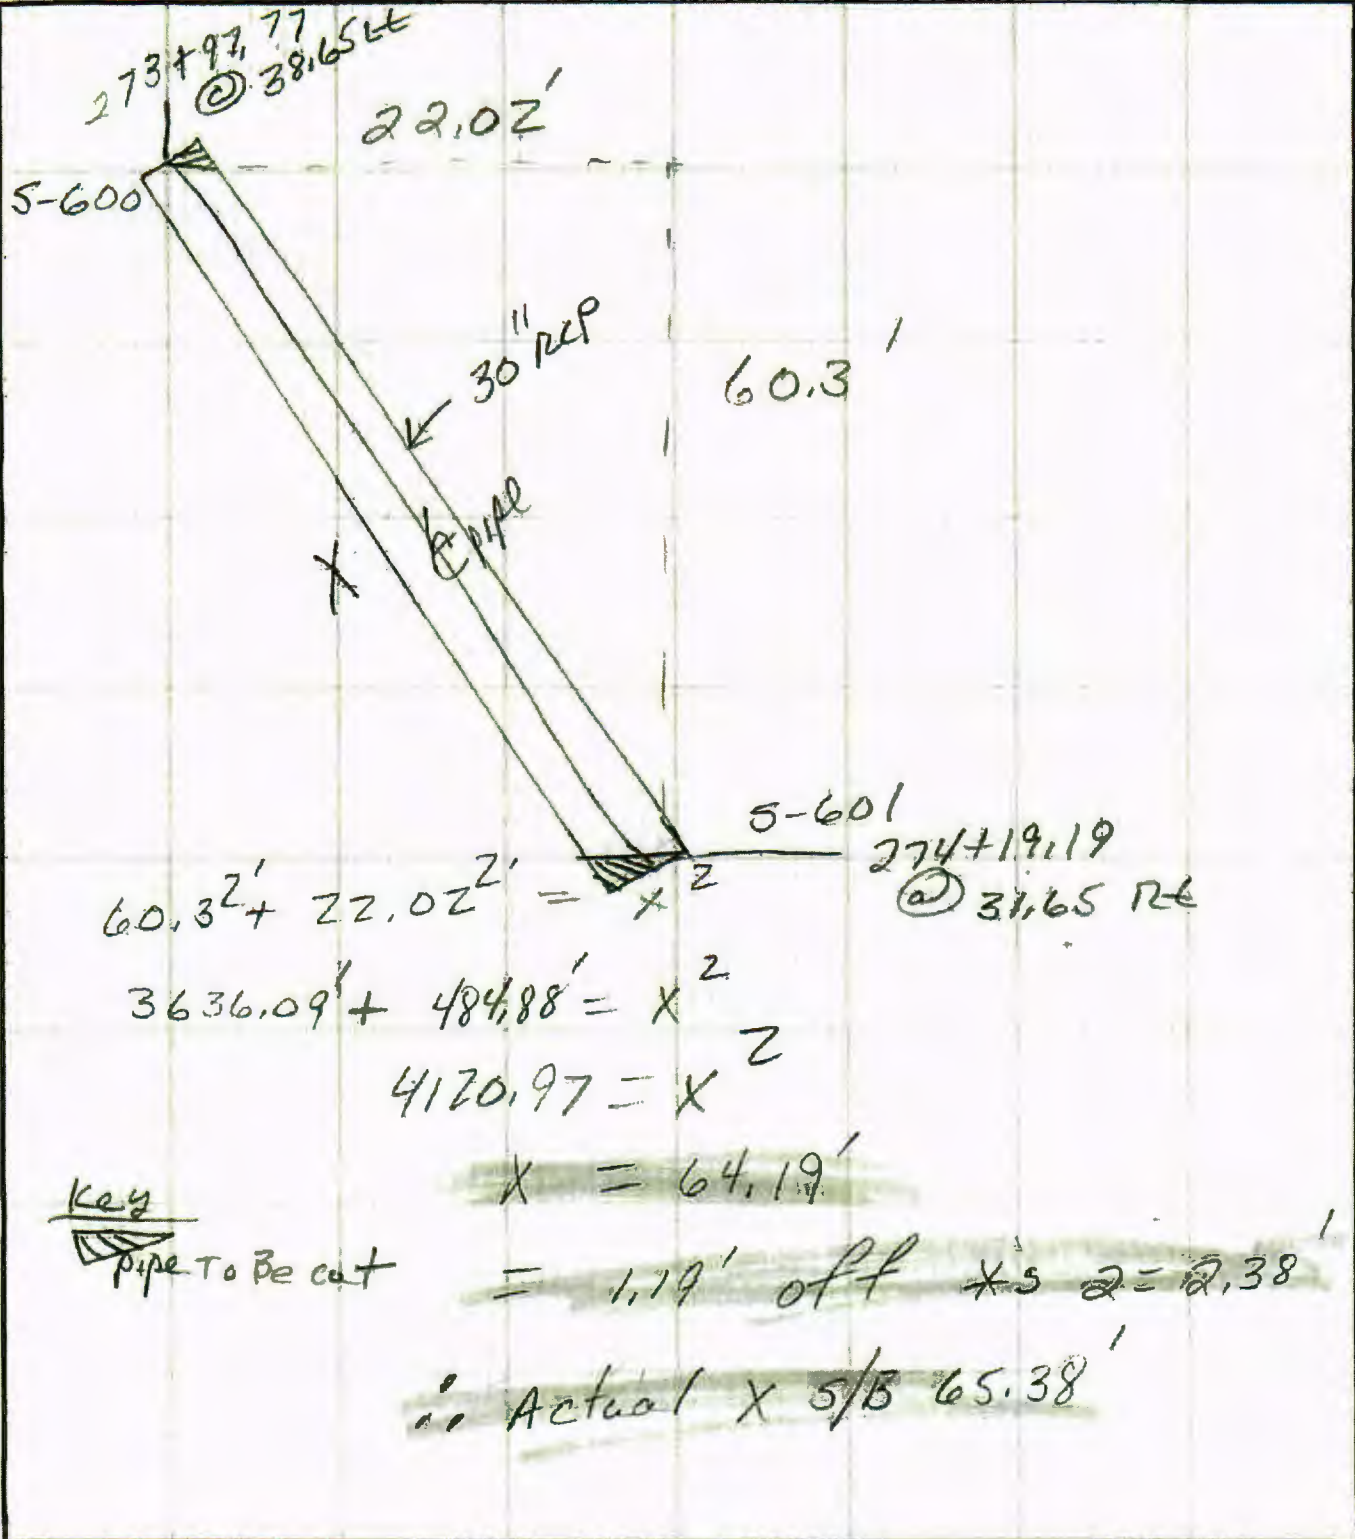 273+97.77
@ 38.65 Lt
22.02'
S-600
30" RCP
60.3'
℄ pipe
X
S-601
274+19.19
@ 31.65 Rt
60.3²' + 22.02²' = x²
3636.09' + 484.88' = x²
4120.97 = x²
x = 64.19'
Key
pipe To Be cut
= 1.19' off x's 2 = 2.38'
∴ Actual x S/B 65.38'